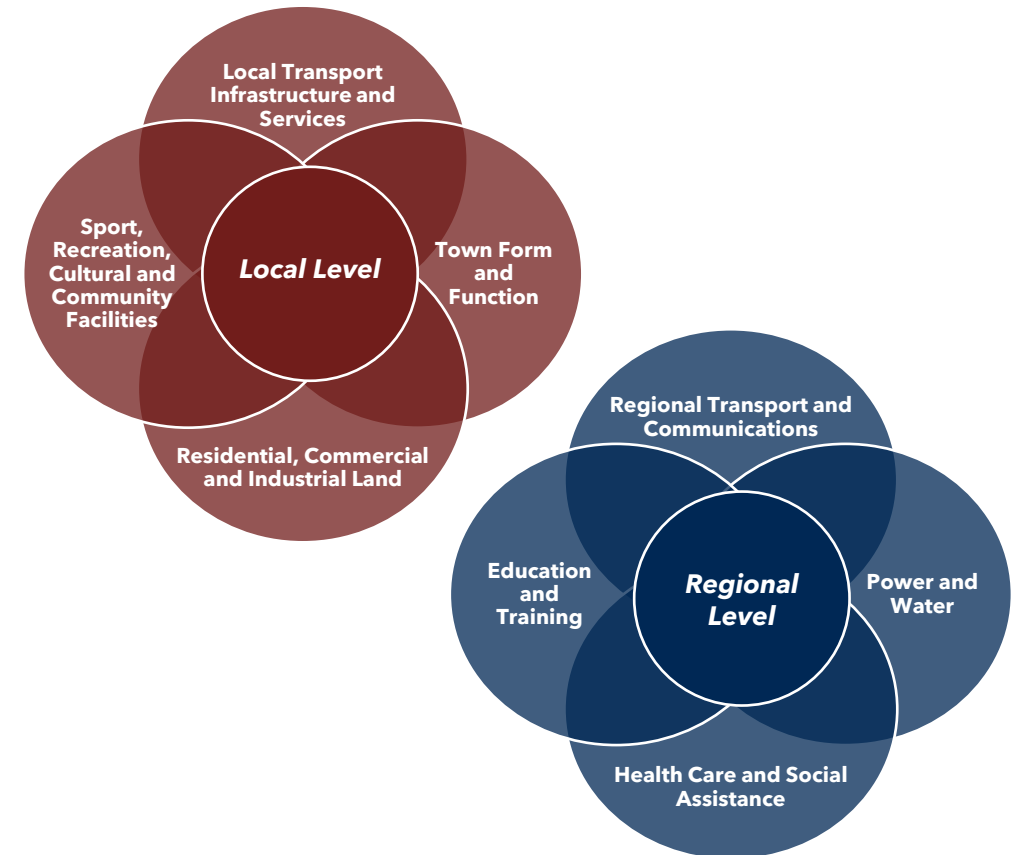 Local Transport
Infrastructure and
Services
Sport,
Recreation,
Cultural and
Community
Facilities
Local Level
Town Form
and
Function
Residential, Commercial
and Industrial Land
Regional Transport and
Communications
Education
and
Training
Regional
Level
Power and
Water
Health Care and Social
Assistance